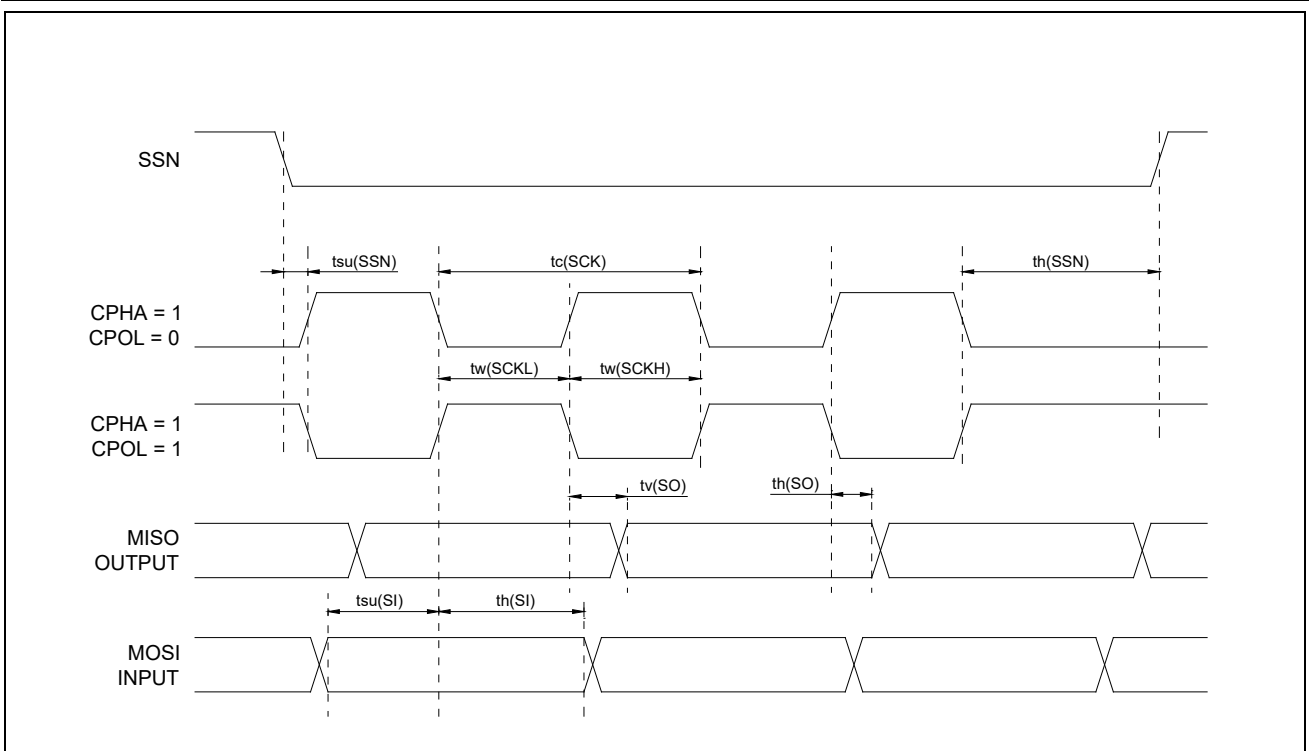 SSN
tsu(SSN)
tc(SCK)
th(SSN)
CPHA = 1
CPOL = 0
tw(SCKL)
tw(SCKH)
CPHA = 1
CPOL = 1
tv(SO)
th(SO)
MISO
OUTPUT
tsu(SI)
th(SI)
MOSI
INPUT